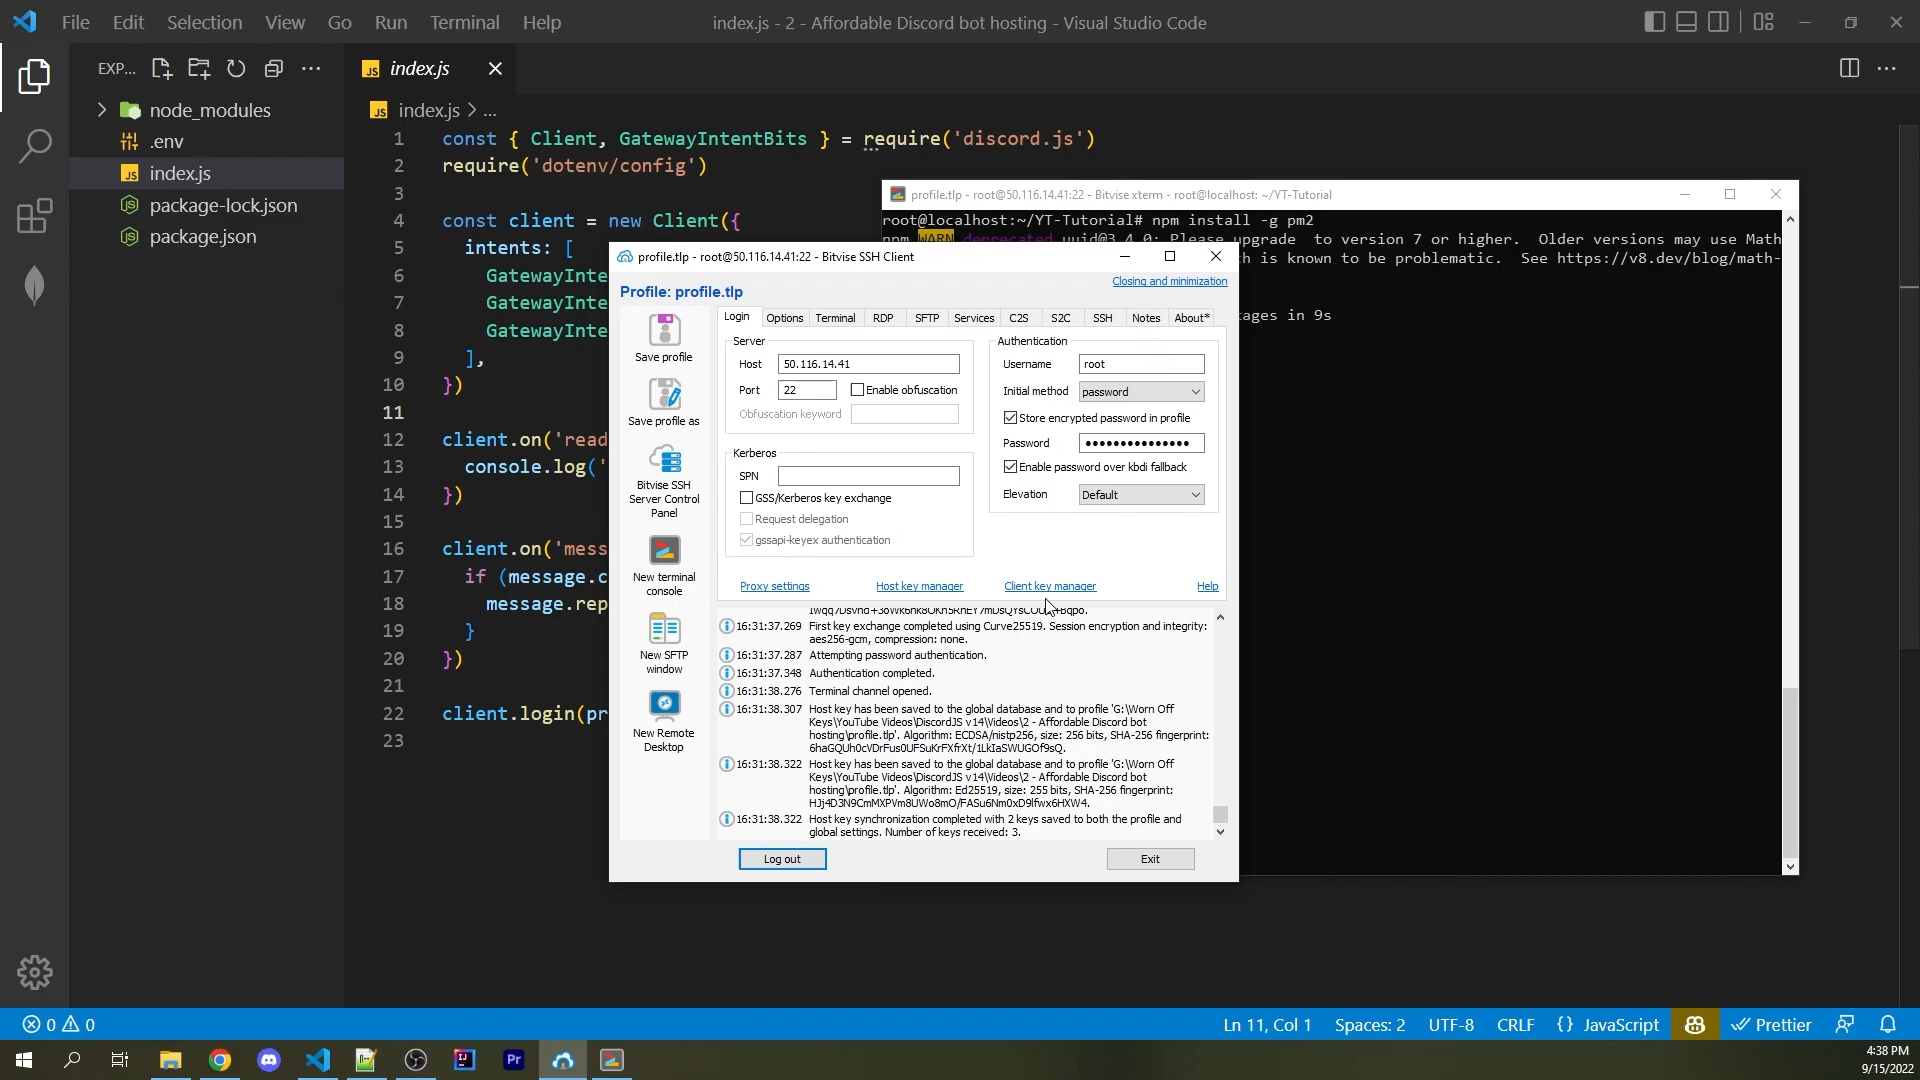 File Edit Selection View Go Run Terminal Help
index.js - 2 - Affordable Discord bot hosting - Visual Studio Code
EXP...
index.js
node_modules
.env
index.js
package-lock.json
package.json
index.js > ...
1 const { Client, GatewayIntentBits } = require('discord.js')
2 require('dotenv/config')
3
4 const client = new Client({
5 intents: [
6 GatewayInte
7 GatewayInte
8 GatewayInte
9 ],
10 })
11
12 client.on('read
13 console.log('
14 })
15
16 client.on('mess
17 if (message.c
18 message.rep
19 }
20 })
21
22 client.login(pr
23
profile.tlp - root@50.116.14.41:22 - Bitvise xterm - root@localhost: ~/YT-Tutorial
root@localhost:~/YT-Tutorial# npm install -g pm2
npm WARN deprecated uuid@3.4.0: Please upgrade  to version 7 or higher.  Older versions may use Math
h is known to be problematic.  See https://v8.dev/blog/math-
ages in 9s
profile.tlp - root@50.116.14.41:22 - Bitvise SSH Client
Profile: profile.tlp
Closing and minimization
Save profile
Save profile as
Bitvise SSH
Server Control
Panel
New terminal
console
New SFTP
window
New Remote
Desktop
Login Options Terminal RDP SFTP Services C2S S2C SSH Notes About*
Server
Host 50.116.14.41
Port 22 Enable obfuscation
Obfuscation keyword
Kerberos
SPN
GSS/Kerberos key exchange
Request delegation
gssapi-keyex authentication
Authentication
Username root
Initial method password
Store encrypted password in profile
Password •••••••••••••••
Enable password over kbdi fallback
Elevation Default
Proxy settings Host key manager Client key manager Help
16:31:37.269 First key exchange completed using Curve25519. Session encryption and integrity:
aes256-gcm, compression: none.
16:31:37.287 Attempting password authentication.
16:31:37.348 Authentication completed.
16:31:38.276 Terminal channel opened.
16:31:38.307 Host key has been saved to the global database and to profile 'G:\Worn Off
Keys\YouTube Videos\DiscordJS v14\Videos\2 - Affordable Discord bot
hosting\profile.tlp'. Algorithm: ECDSA/nistp256, size: 256 bits, SHA-256 fingerprint:
6haGQUh0cVDrFus0UFSuKrFXfrXt/1LkIaSWUGOf9sQ.
16:31:38.322 Host key has been saved to the global database and to profile 'G:\Worn Off
Keys\YouTube Videos\DiscordJS v14\Videos\2 - Affordable Discord bot
hosting\profile.tlp'. Algorithm: Ed25519, size: 255 bits, SHA-256 fingerprint:
HJj4D3N9CmMXPVm8UWo8mO/FASu6Nm0xD9lfwx6HXW4.
16:31:38.322 Host key synchronization completed with 2 keys saved to both the profile and
global settings. Number of keys received: 3.
Log out Exit
0 0
Ln 11, Col 1 Spaces: 2 UTF-8 CRLF {} JavaScript Prettier
4:38 PM
9/15/2022